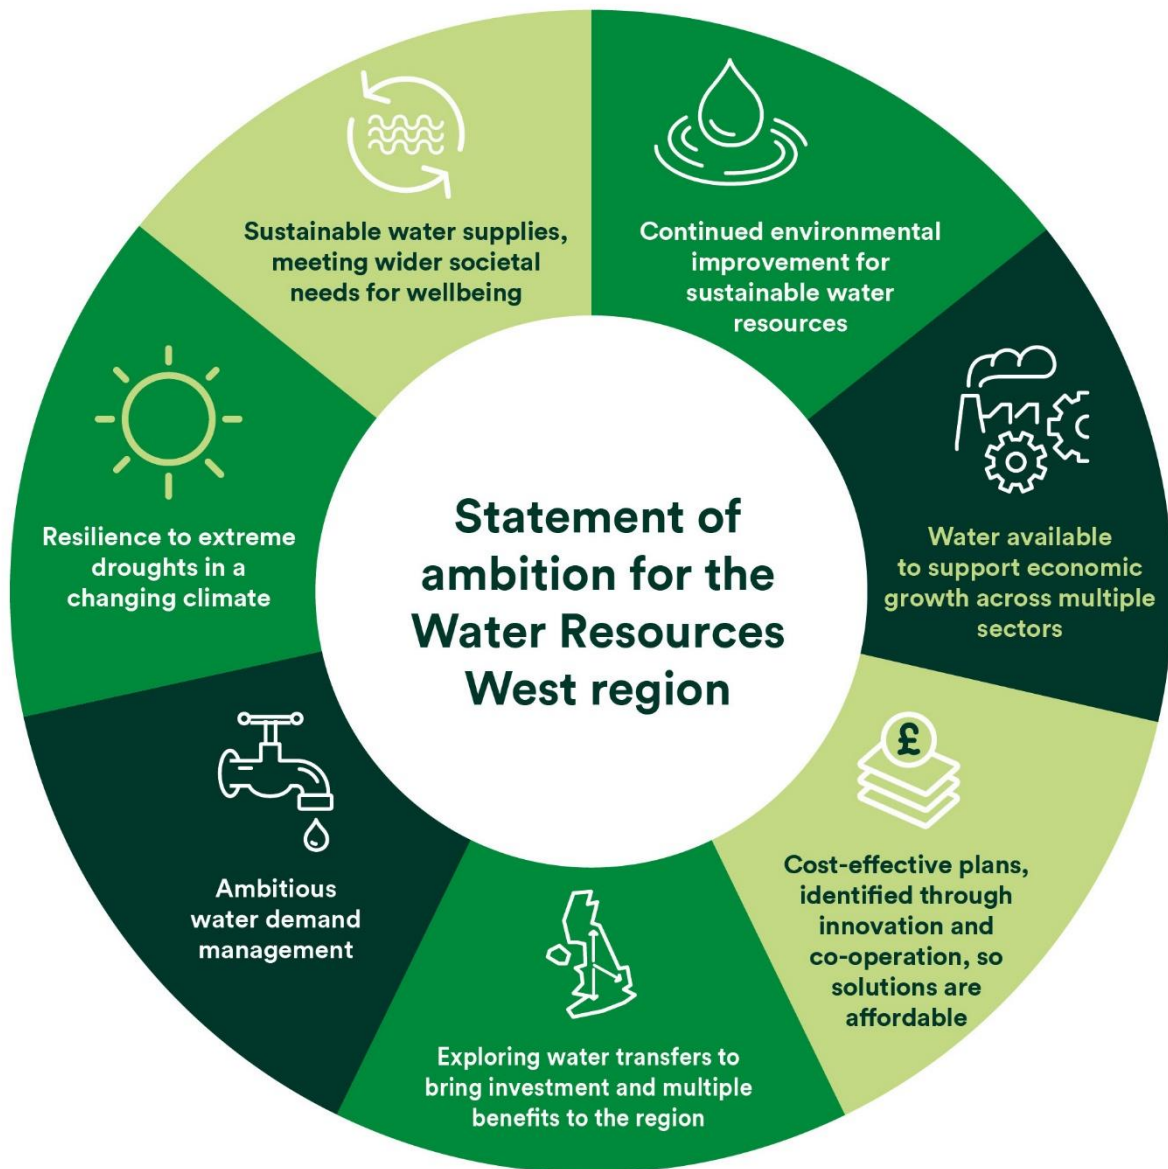 Statement of
ambition for the
Water Resources
West region
Continued environmental
improvement for
sustainable water
resources
Water available
to support economic
growth across multiple
sectors
£
Cost-effective plans,
identified through
innovation and
co-operation, so
solutions are
affordable
Exploring water transfers to
bring investment and multiple
benefits to the region
Ambitious
water demand
management
Resilience to extreme
droughts in a
changing climate
Sustainable water supplies,
meeting wider societal
needs for wellbeing